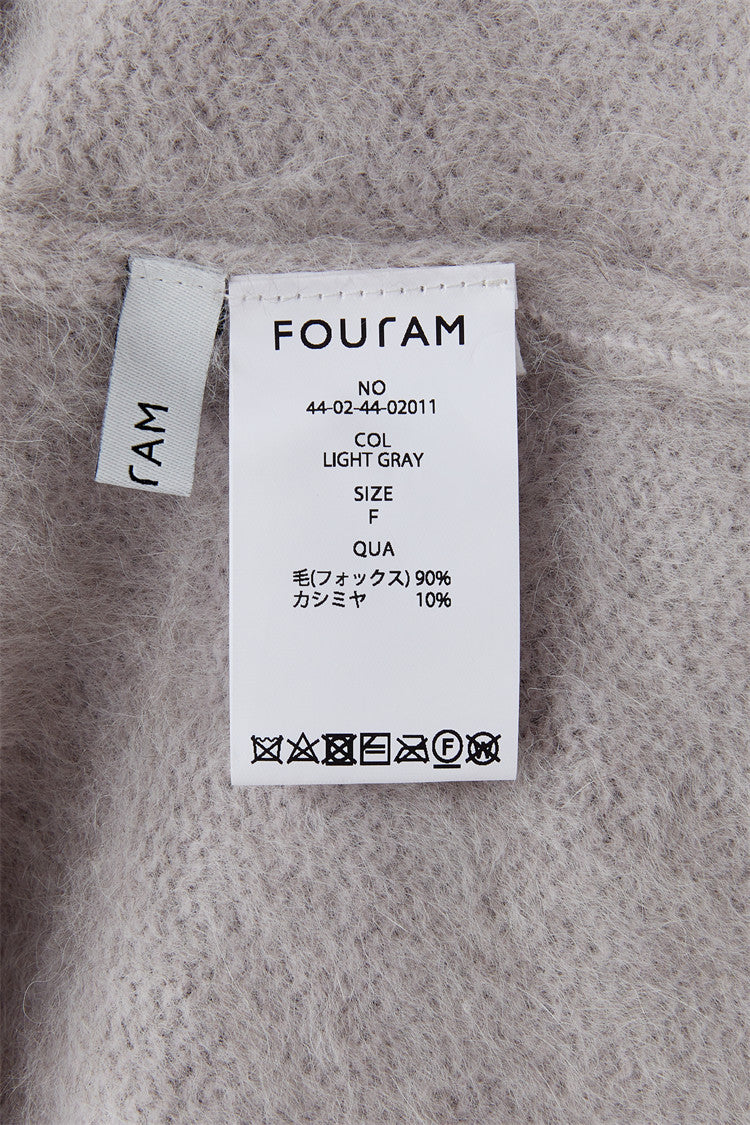 FOURAM
NO
44-02-44-02011
COL
LIGHT GRAY
SIZE
F
QUA
毛(フォックス) 90%
カシミヤ 10%
F
W
RAM